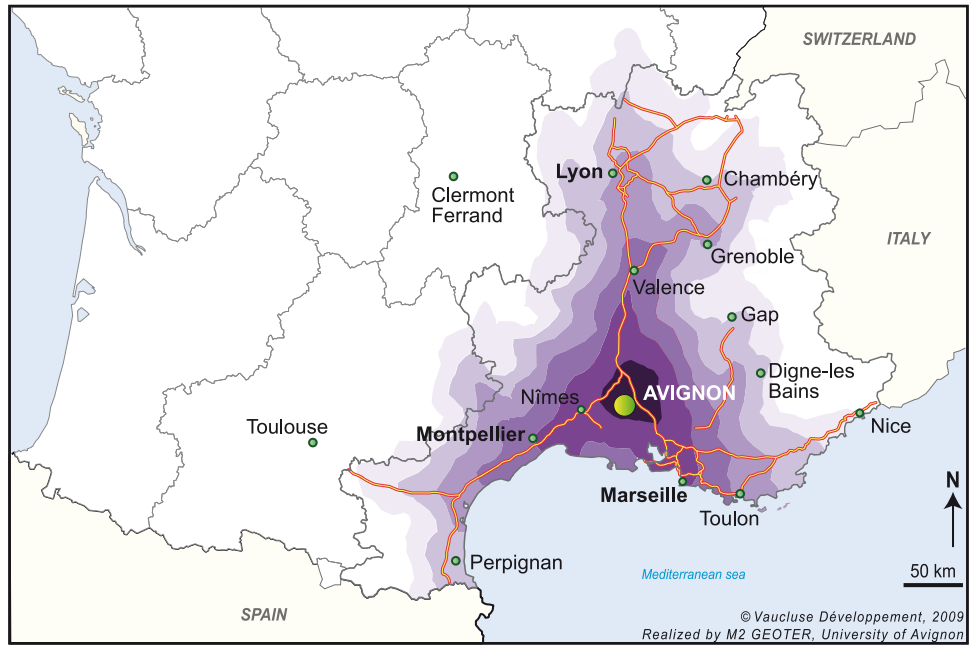 SWITZERLAND
Lyon
Chambéry
Clermont
Ferrand
ITALY
Grenoble
Valence
Gap
Digne-les
Bains
AVIGNON
Nîmes
Nice
Toulouse
Montpellier
Marseille
Toulon
N
Perpignan
Mediterranean sea
50 km
SPAIN
© Vaucluse Développement, 2009
Realized by M2 GEOTER, University of Avignon